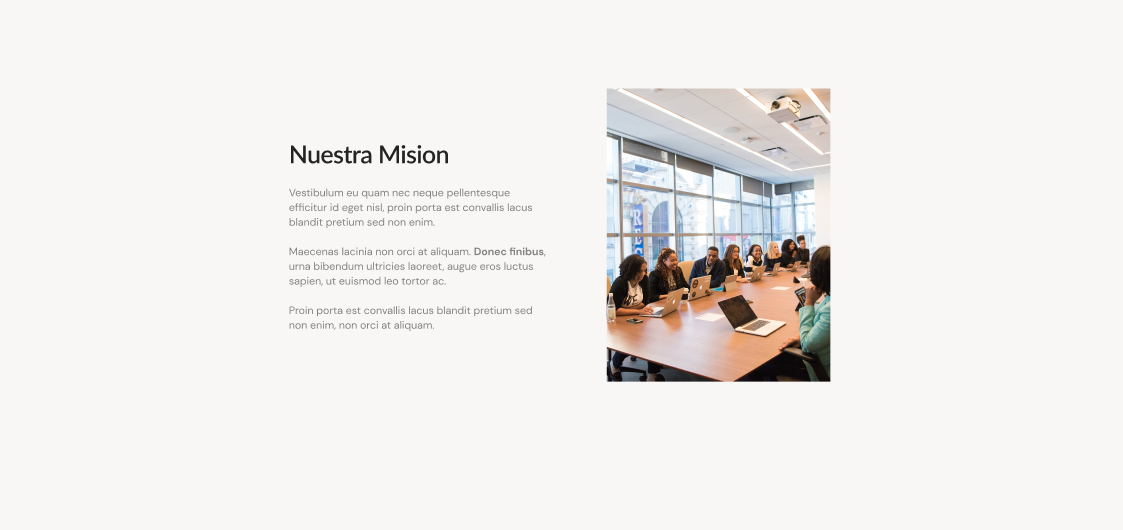 Nuestra Mision
Vestibulum eu quam nec neque pellentesque
efficitur id eget nisl, proin porta est convallis lacus
blandit pretium sed non enim.
Maecenas lacinia non orci at aliquam. Donec finibus,
urna bibendum ultricies laoreet, augue eros luctus
sapien, ut euismod leo tortor ac.
Proin porta est convallis lacus blandit pretium sed
non enim, non orci at aliquam.